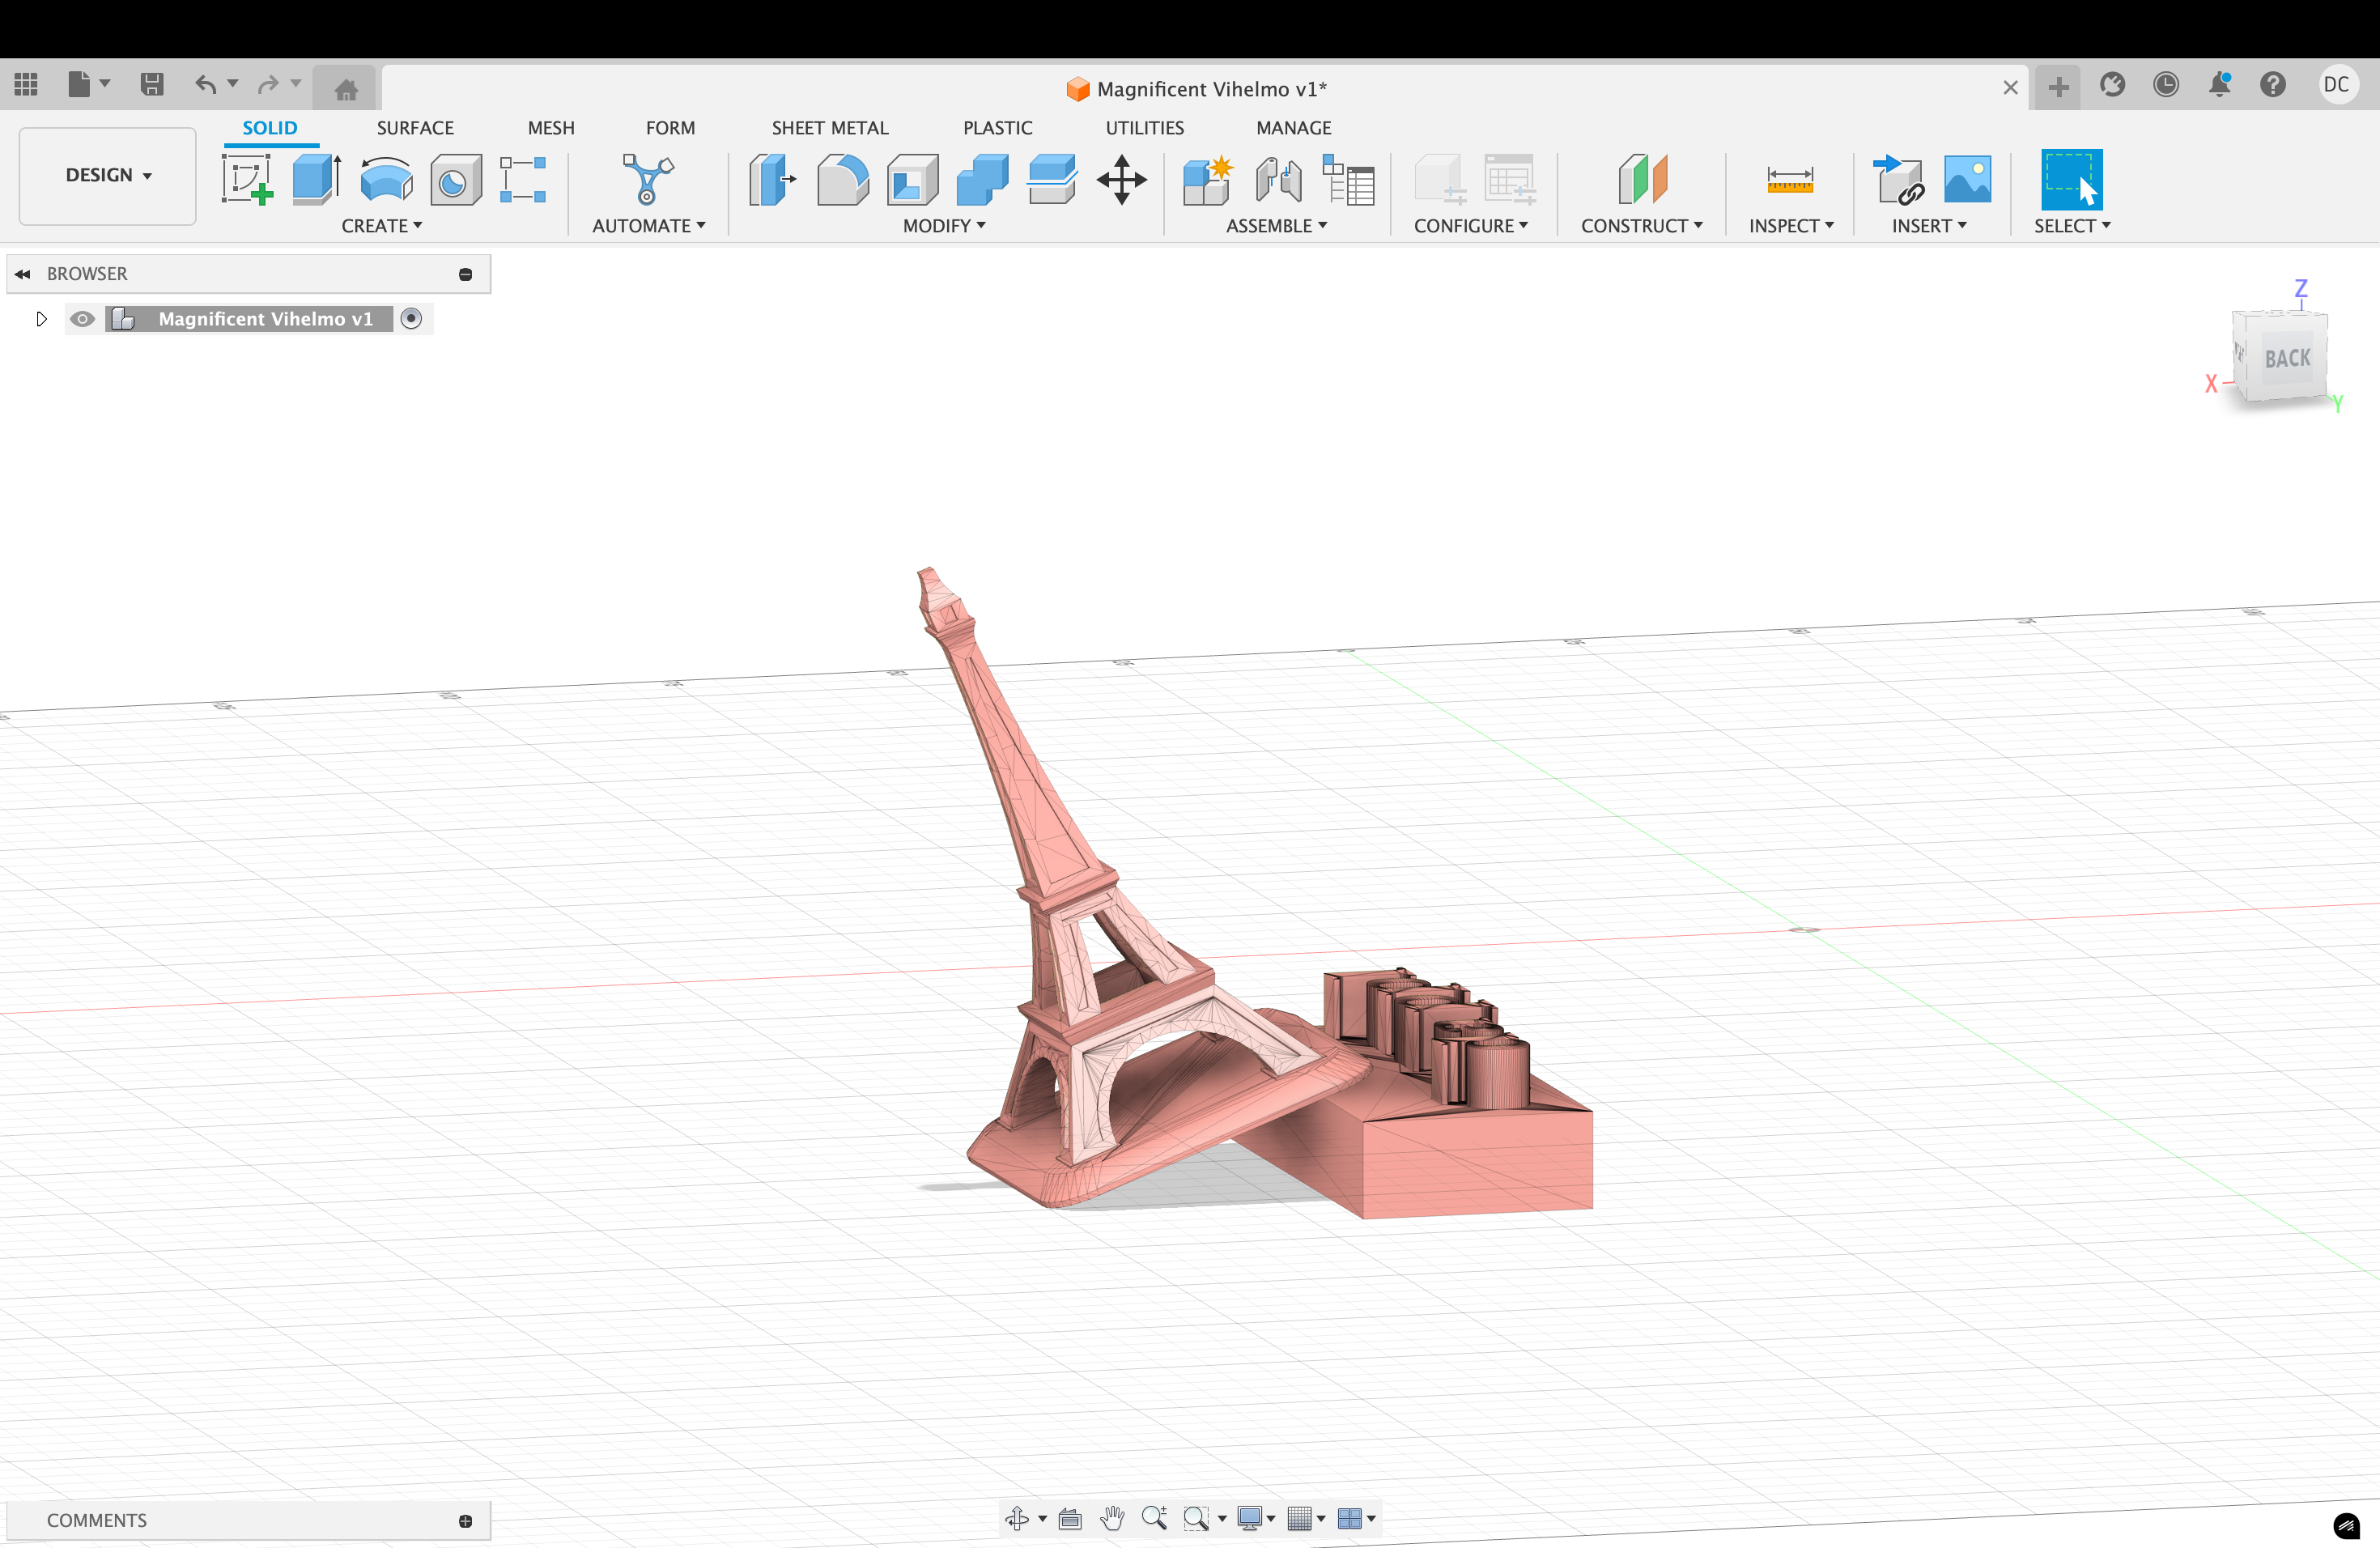 Magnificent Vihelmo v1*
DC
SOLID SURFACE MESH FORM SHEET METAL PLASTIC UTILITIES MANAGE
DESIGN
CREATE AUTOMATE MODIFY ASSEMBLE CONFIGURE CONSTRUCT INSPECT INSERT SELECT
BROWSER
Magnificent Vihelmo v1
Z
BACK
X
Y
COMMENTS